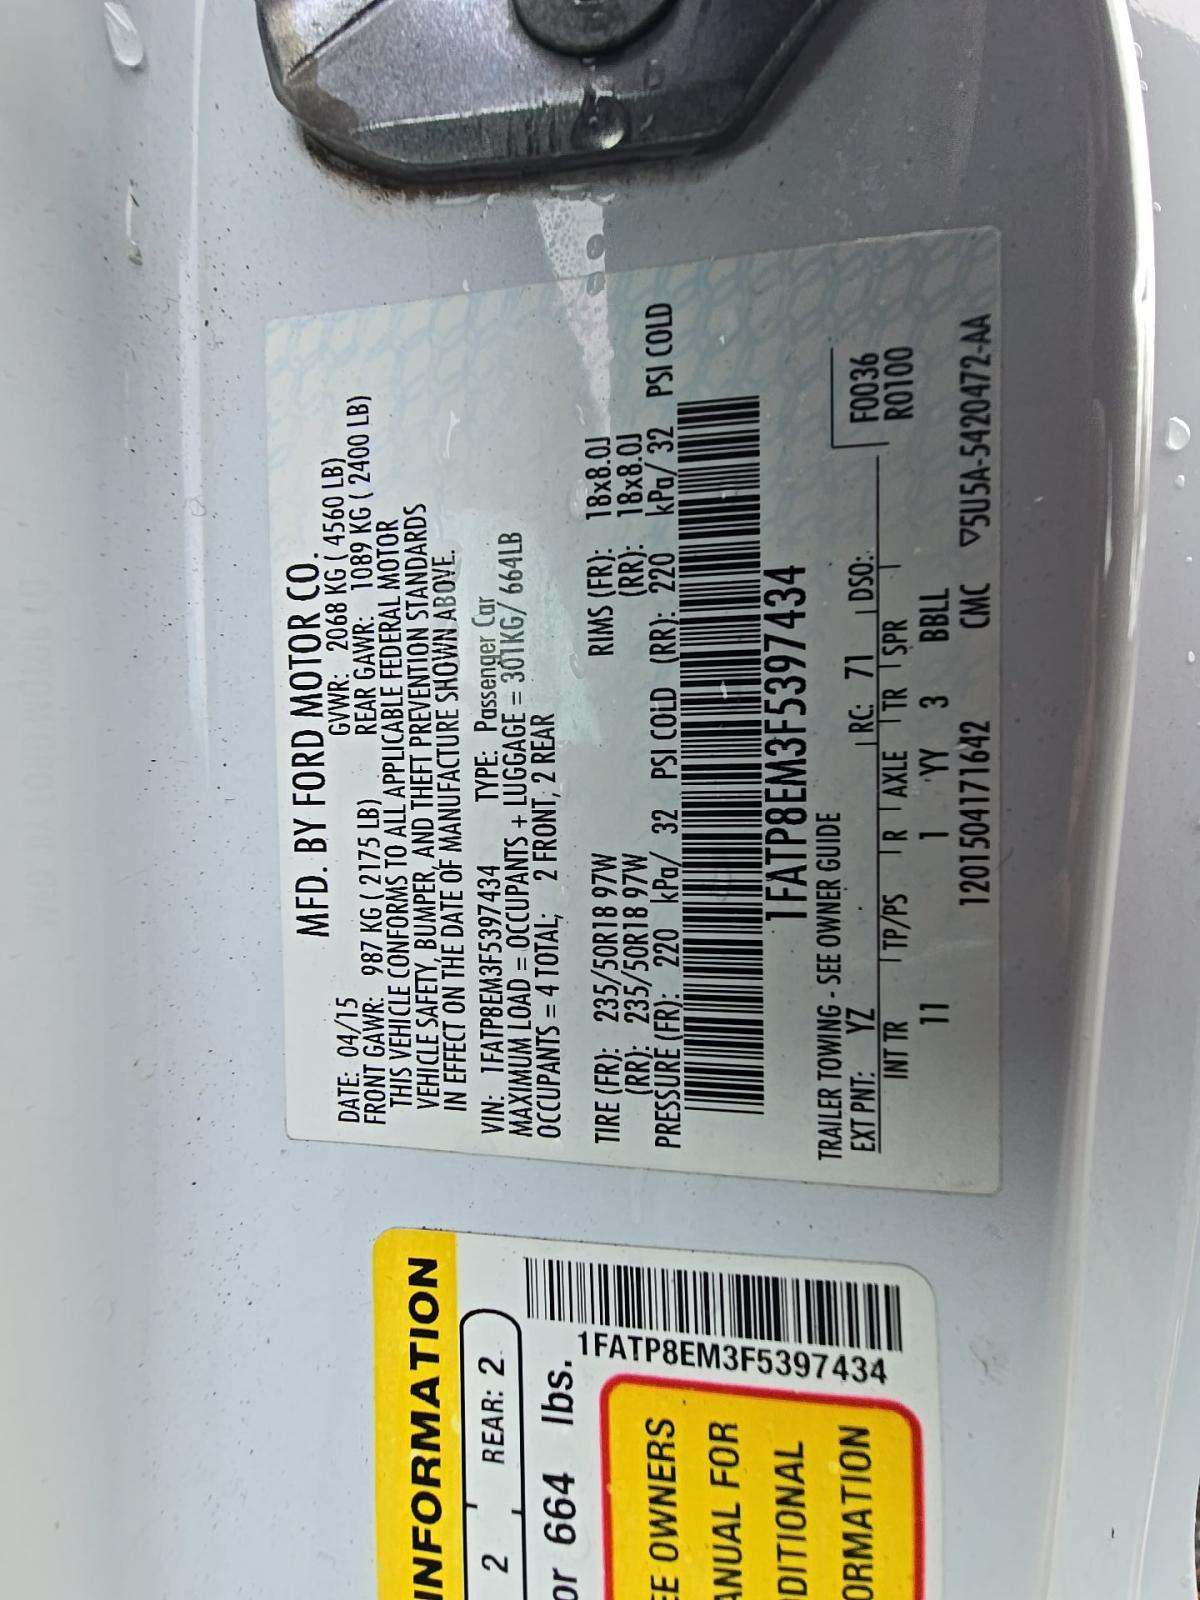 MFD. BY FORD MOTOR CO.
DATE: 04/15 GVWR: 2068 KG ( 4560 LB)
FRONT GAWR: 987 KG ( 2175 LB) REAR GAWR: 1089 KG ( 2400 LB)
THIS VEHICLE CONFORMS TO ALL APPLICABLE FEDERAL MOTOR
VEHICLE SAFETY, BUMPER, AND THEFT PREVENTION STANDARDS
IN EFFECT ON THE DATE OF MANUFACTURE SHOWN ABOVE.
VIN: 1FATP8EM3F5397434 TYPE: Passenger Car
MAXIMUM LOAD = OCCUPANTS + LUGGAGE = 301KG/ 664LB
OCCUPANTS = 4 TOTAL; 2 FRONT, 2 REAR
TIRE (FR): 235/50R18 97W RIMS (FR): 18x8.0J
(RR): 235/50R18 97W (RR): 18x8.0J
PRESSURE (FR): 220 kPa/ 32 PSI COLD (RR): 220 kPa/ 32 PSI COLD
1FATP8EM3F5397434
TRAILER TOWING - SEE OWNER GUIDE
F0036
EXT PNT: YZ RC: 71 DSO:
R0100
INT TR TP/PS R AXLE TR SPR
11 1 YY 3 BBLL
12015041716​42 CMC ▽5U5A-5420472-AA
INFORMATION
2 REAR: 2
or 664 lbs.
1FATP8EM3F5397434
EE OWNERS
ANUAL FOR
DDITIONAL
ORMATION